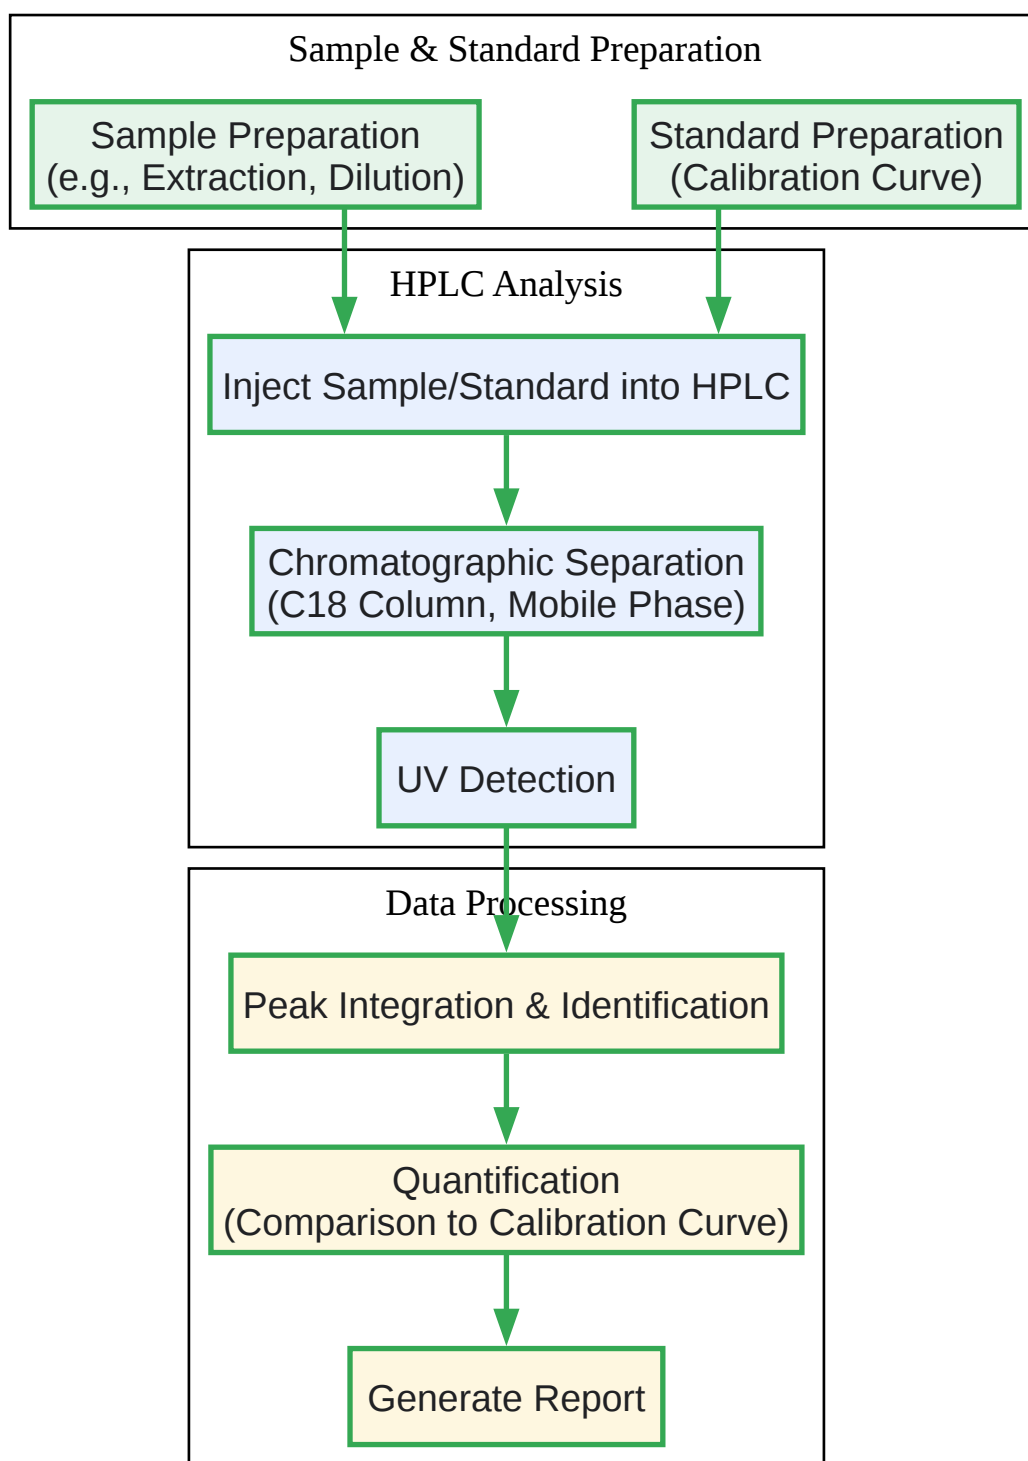 Sample & Standard Preparation
Sample Preparation
(e.g., Extraction, Dilution)
Standard Preparation
(Calibration Curve)
HPLC Analysis
Inject Sample/Standard into HPLC
Chromatographic Separation
(C18 Column, Mobile Phase)
UV Detection
Data Processing
Peak Integration & Identification
Quantification
(Comparison to Calibration Curve)
Generate Report